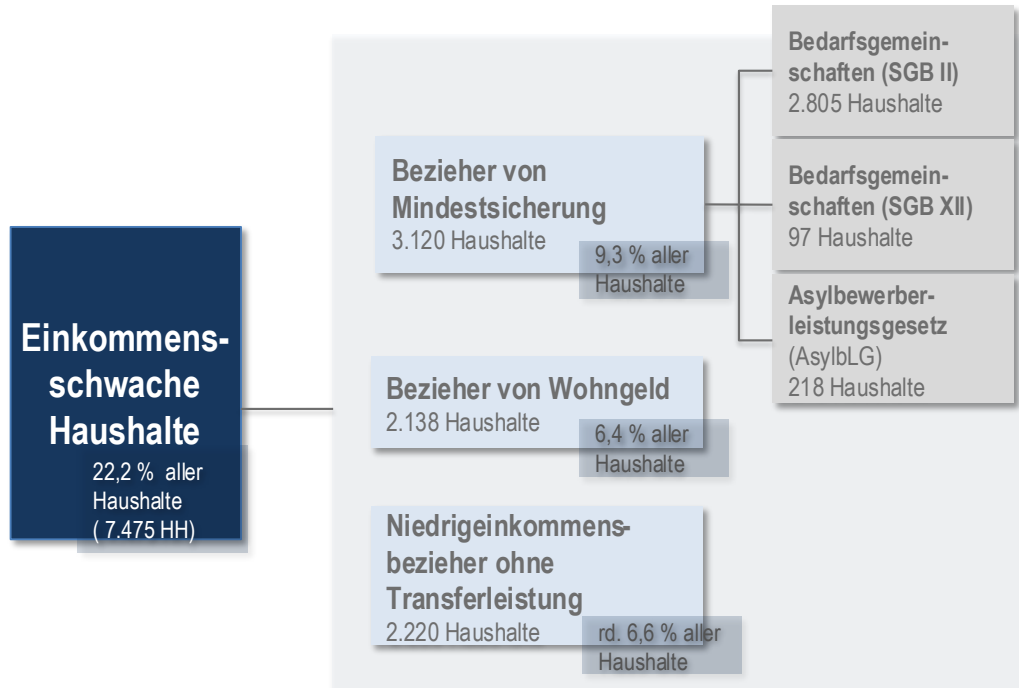 Einkommens-
schwache
Haushalte
22,2 % aller
Haushalte
( 7.475 HH)
Bezieher von
Mindestsicherung
3.120 Haushalte
9,3 % aller
Haushalte
Bezieher von Wohngeld
2.138 Haushalte
6,4 % aller
Haushalte
Niedrigeinkommens-
bezieher ohne
Transferleistung
2.220 Haushalte
rd. 6,6 % aller
Haushalte
Bedarfsgemein-
schaften (SGB II)
2.805 Haushalte
Bedarfsgemein-
schaften (SGB XII)
97 Haushalte
Asylbewerber-
leistungsgesetz
(AsylbLG)
218 Haushalte